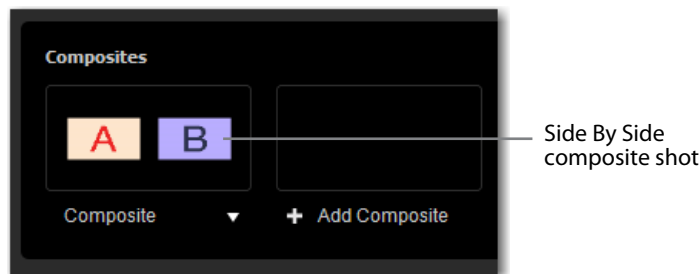 Composites
A B
Side By Side
composite shot
Composite
Add Composite